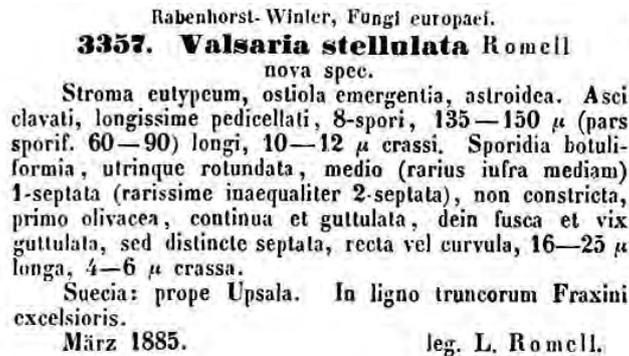 Rabenhorst-Winter, Fungi europaei.
3357. Valsaria stellulata Romell
nova spec.
Stroma eutypeum, ostiola emergentia, astroidea. Asci
clavati, longissime pedicellati, 8-spori, 135—150 µ (pars
sporif. 60—90) longi, 10—12 µ crassi. Sporidia botuli-
formia, utrinque rotundata, medio (rarius infra mediam)
1-septata (rarissime inaequaliter 2-septata), non constricta,
primo olivacea, continua et guttulata, dein fusca et vix
guttulata, sed distincte septata, recta vel curvula, 16—25 µ
longa, 4—6 µ crassa.
Suecia: prope Upsala. In ligno truncorum Fraxini
excelsioris.
März 1885. leg. L. Romell.